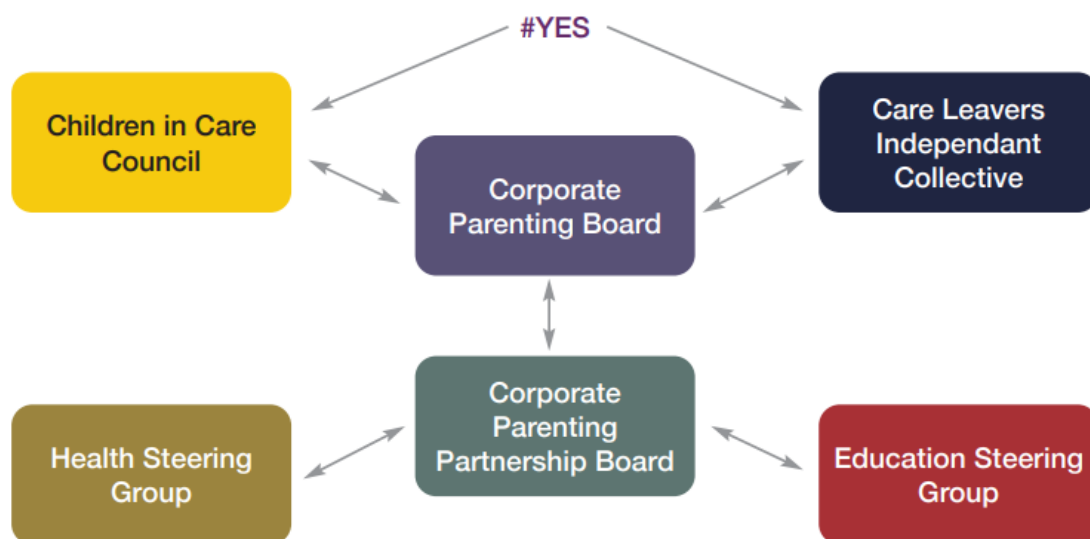 #YES
Children in Care
Council
Care Leavers
Independant
Collective
Corporate
Parenting Board
Corporate
Parenting
Partnership Board
Health Steering
Group
Education Steering
Group